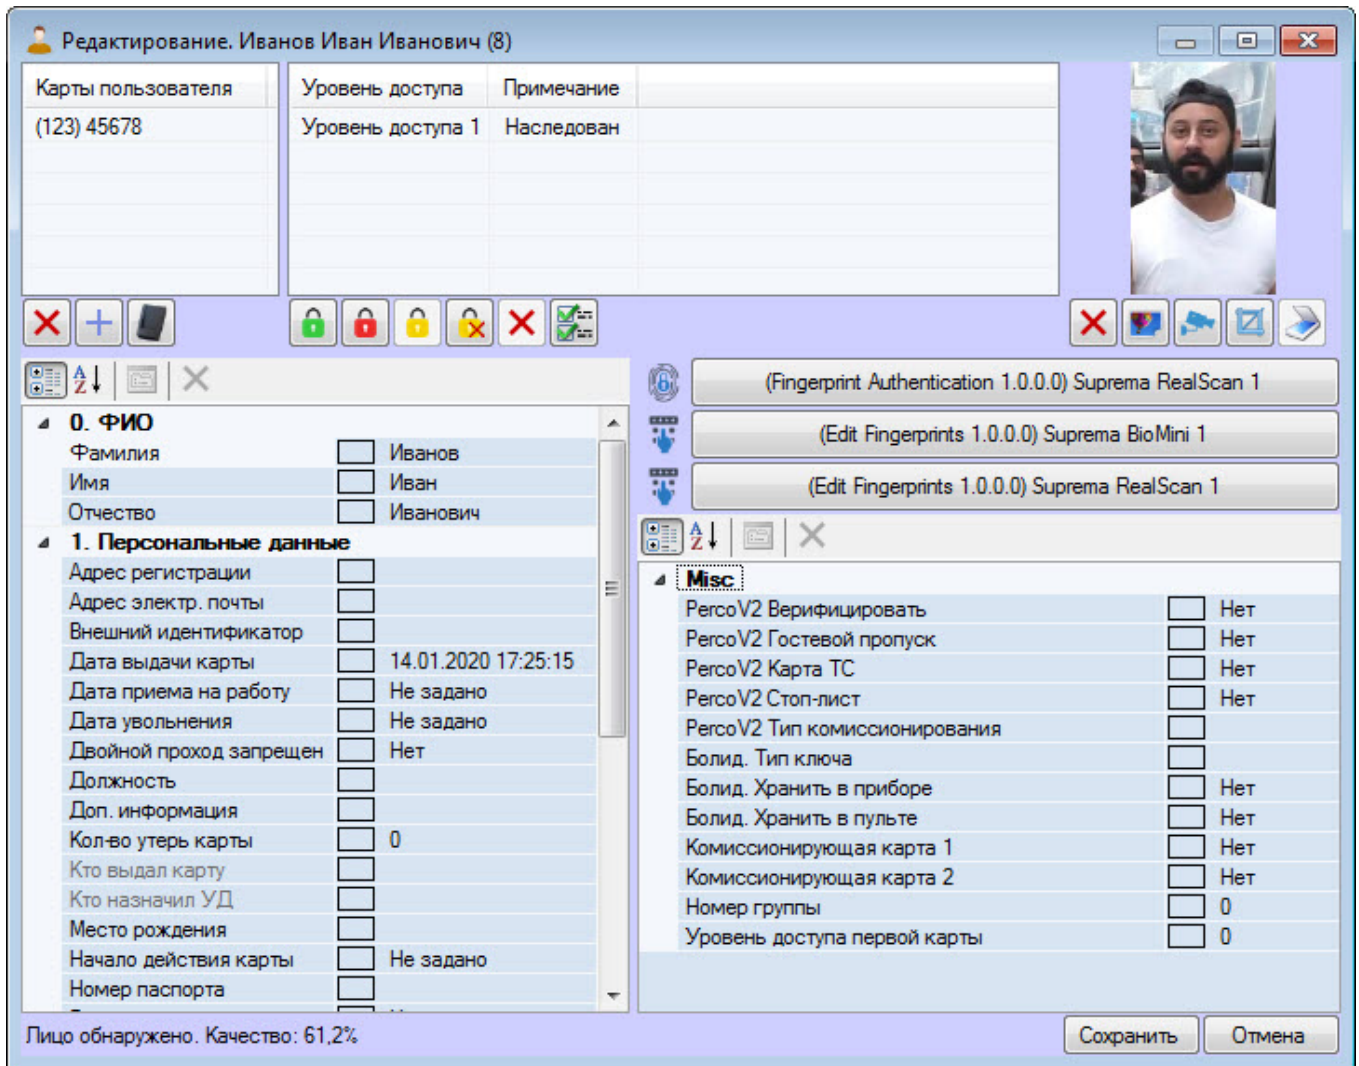 Редактирование. Иванов Иван Иванович (8)
Карты пользователя
(123) 45678
Уровень доступа Примечание
Уровень доступа 1 Наследован
(Fingerprint Authentication 1.0.0.0) Suprema RealScan 1
(Edit Fingerprints 1.0.0.0) Suprema BioMini 1
(Edit Fingerprints 1.0.0.0) Suprema RealScan 1
0. ФИО
Фамилия Иванов
Имя Иван
Отчество Иванович
1. Персональные данные
Адрес регистрации
Адрес электр. почты
Внешний идентификатор
Дата выдачи карты 14.01.2020 17:25:15
Дата приема на работу Не задано
Дата увольнения Не задано
Двойной проход запрещен Нет
Должность
Доп. информация
Кол-во утерь карты 0
Кто выдал карту
Кто назначил УД
Место рождения
Начало действия карты Не задано
Номер паспорта
Misc
PercoV2 Верифицировать Нет
PercoV2 Гостевой пропуск Нет
PercoV2 Карта ТС Нет
PercoV2 Стоп-лист Нет
PercoV2 Тип комиссионирования
Болид. Тип ключа
Болид. Хранить в приборе Нет
Болид. Хранить в пульте Нет
Комиссионирующая карта 1 Нет
Комиссионирующая карта 2 Нет
Номер группы 0
Уровень доступа первой карты 0
Лицо обнаружено. Качество: 61,2%
Сохранить
Отмена